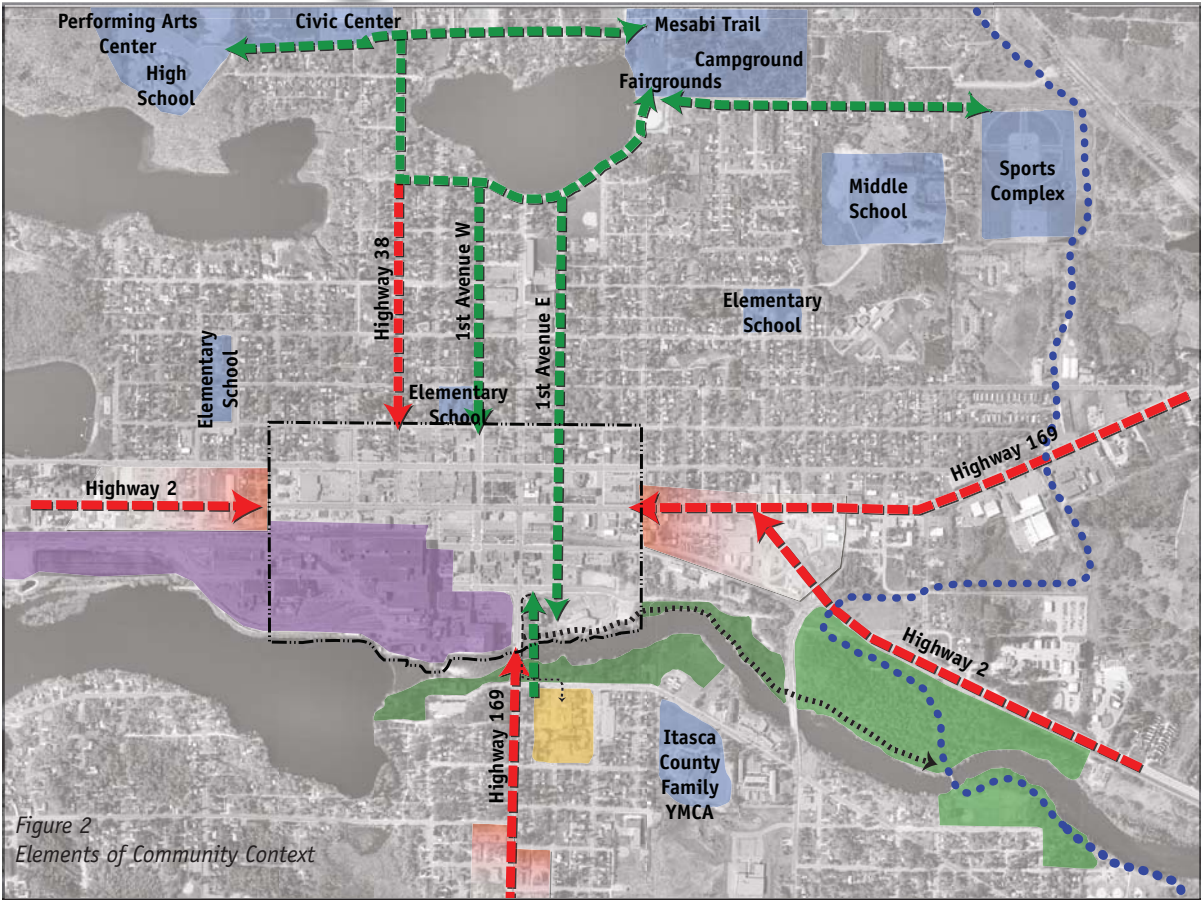 Performing Arts
Center
High
School
Civic Center
Mesabi Trail
Campground
Fairgrounds
Middle
School
Sports
Complex
Highway 38
1st Avenue W
1st Avenue E
Elementary
School
Elementary
School
Elementary
School
Highway 2
Highway 169
Highway 2
Highway 169
Itasca
County
Family
YMCA
Figure 2
Elements of Community Context